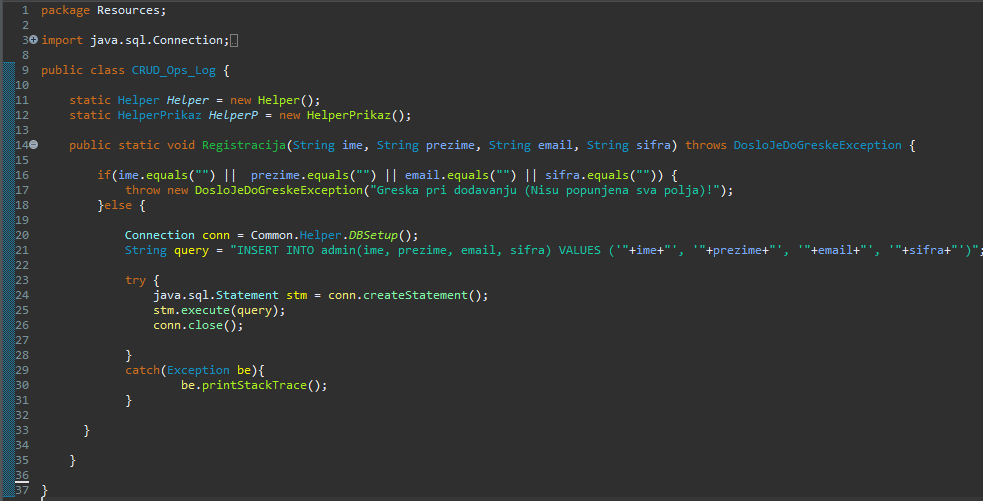 1 package Resources;
2
3 import java.sql.Connection;
8
9 public class CRUD_Ops_Log {
10
11     static Helper Helper = new Helper();
12     static HelperPrikaz HelperP = new HelperPrikaz();
13
14     public static void Registracija(String ime, String prezime, String email, String sifra) throws DosloJeDoGreskeException {
15
16         if(ime.equals("") ||  prezime.equals("") || email.equals("") || sifra.equals("")) {
17             throw new DosloJeDoGreskeException("Greska pri dodavanju (Nisu popunjena sva polja)!");
18         }else {
19
20             Connection conn = Common.Helper.DBSetup();
21             String query = "INSERT INTO admin(ime, prezime, email, sifra) VALUES ('"+ime+"', '"+prezime+"', '"+email+"', '"+sifra+"')";
22
23             try {
24                 java.sql.Statement stm = conn.createStatement();
25                 stm.execute(query);
26                 conn.close();
27
28             }
29             catch(Exception be){
30                     be.printStackTrace();
31             }
32
33       }
34
35     }
36
37 }